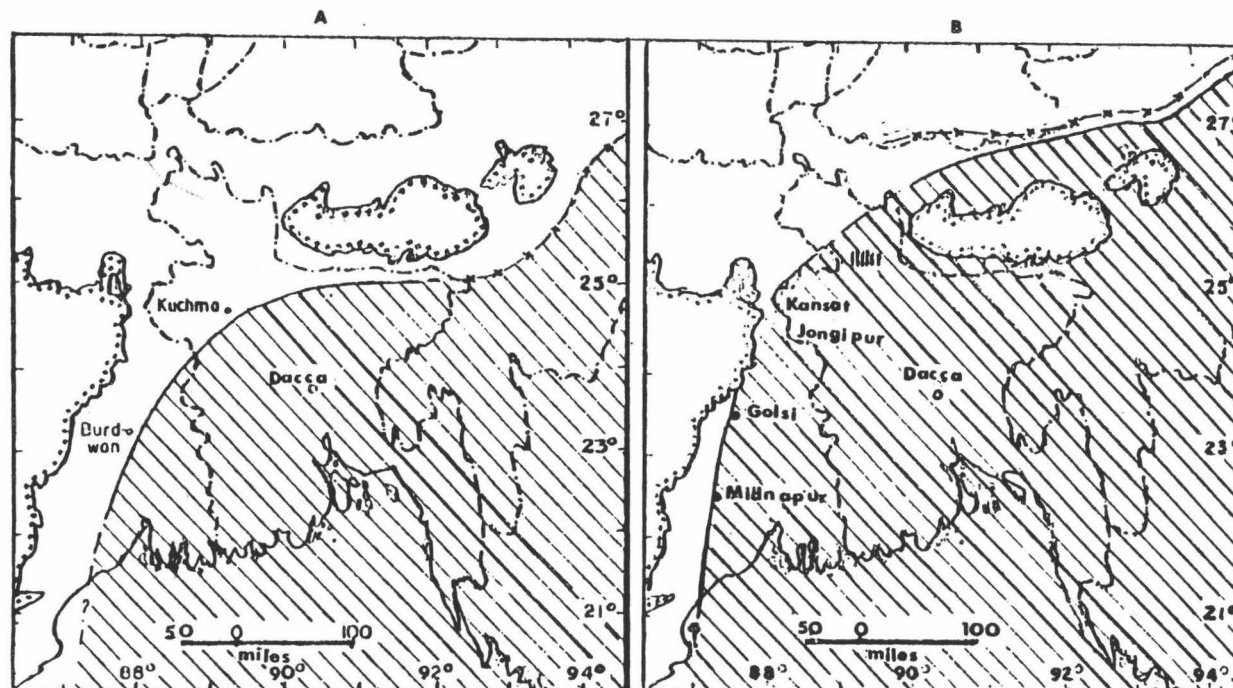 A
27°
25°
Kuchma
Dacca
Burd-
wan
23°
21°
?
50 0 100
miles
88° 90° 92° 94°
B
27°
25°
Kansat
Jongipur
Dacca
Golsi
23°
Midnapur
21°
50 0 100
miles
88° 90° 92° 94°